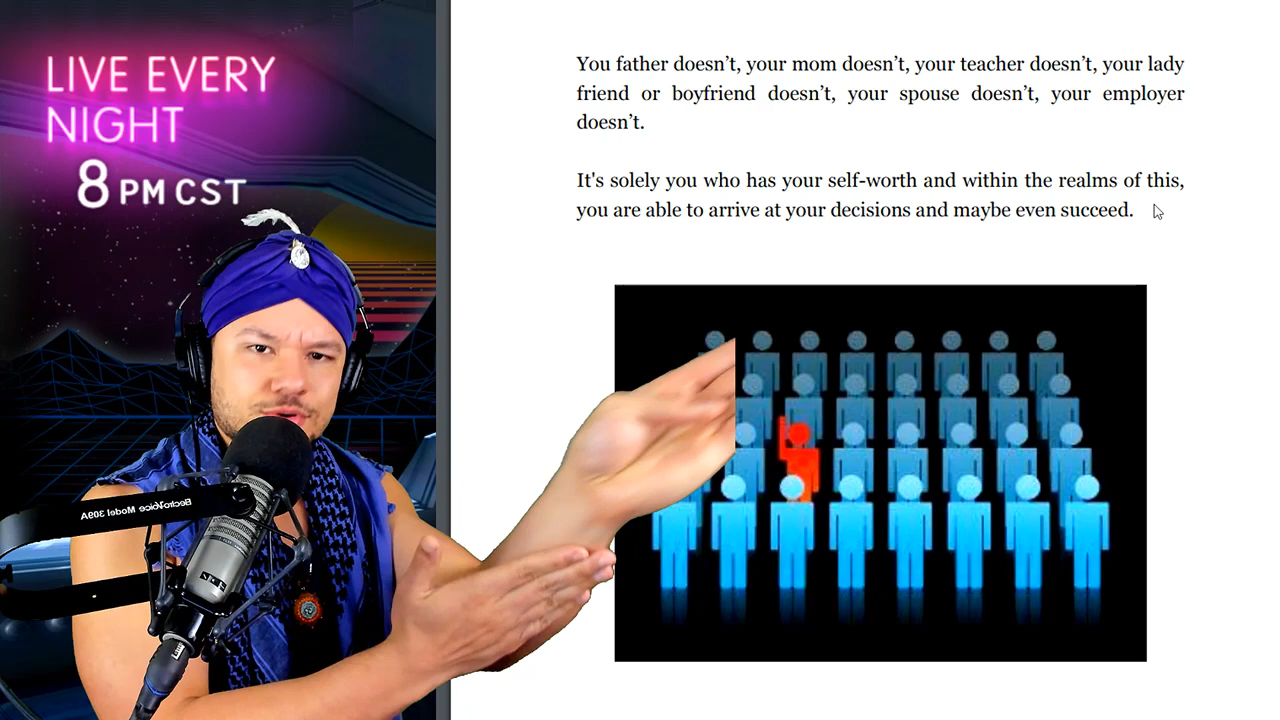 LIVE EVERY
NIGHT
8 PM CST
You father doesn’t, your mom doesn’t, your teacher doesn’t, your lady
friend or boyfriend doesn’t, your spouse doesn’t, your employer
doesn’t.
It's solely you who has your self-worth and within the realms of this,
you are able to arrive at your decisions and maybe even succeed.
ElectroVoice Model 309A